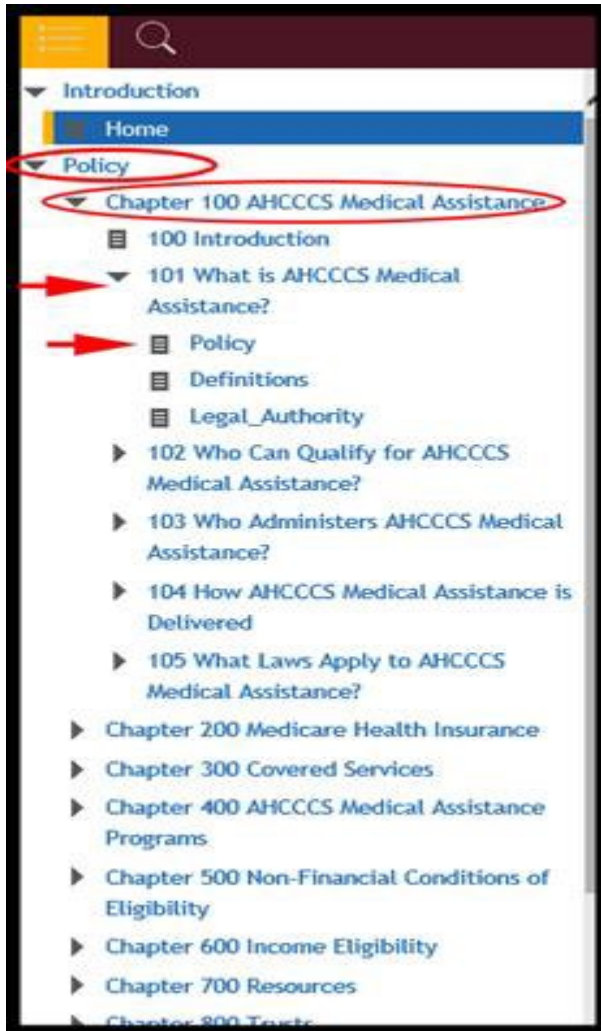 Introduction
Home
Policy
Chapter 100 AHCCCS Medical Assistance
100 Introduction
101 What is AHCCCS Medical
Assistance?
Policy
Definitions
Legal_Authority
102 Who Can Qualify for AHCCCS
Medical Assistance?
103 Who Administers AHCCCS Medical
Assistance?
104 How AHCCCS Medical Assistance is
Delivered
105 What Laws Apply to AHCCCS
Medical Assistance?
Chapter 200 Medicare Health Insurance
Chapter 300 Covered Services
Chapter 400 AHCCCS Medical Assistance
Programs
Chapter 500 Non-Financial Conditions of
Eligibility
Chapter 600 Income Eligibility
Chapter 700 Resources
Chapter 800 Trusts